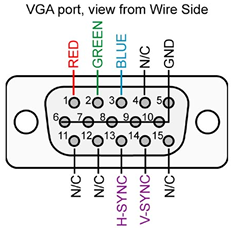 VGA port, view from Wire Side
RED
GREEN
BLUE
N/C
GND
1 2 3 4 5
6 7 8 9 10
11 12 13 14 15
N/C
N/C
H-SYNC
V-SYNC
N/C